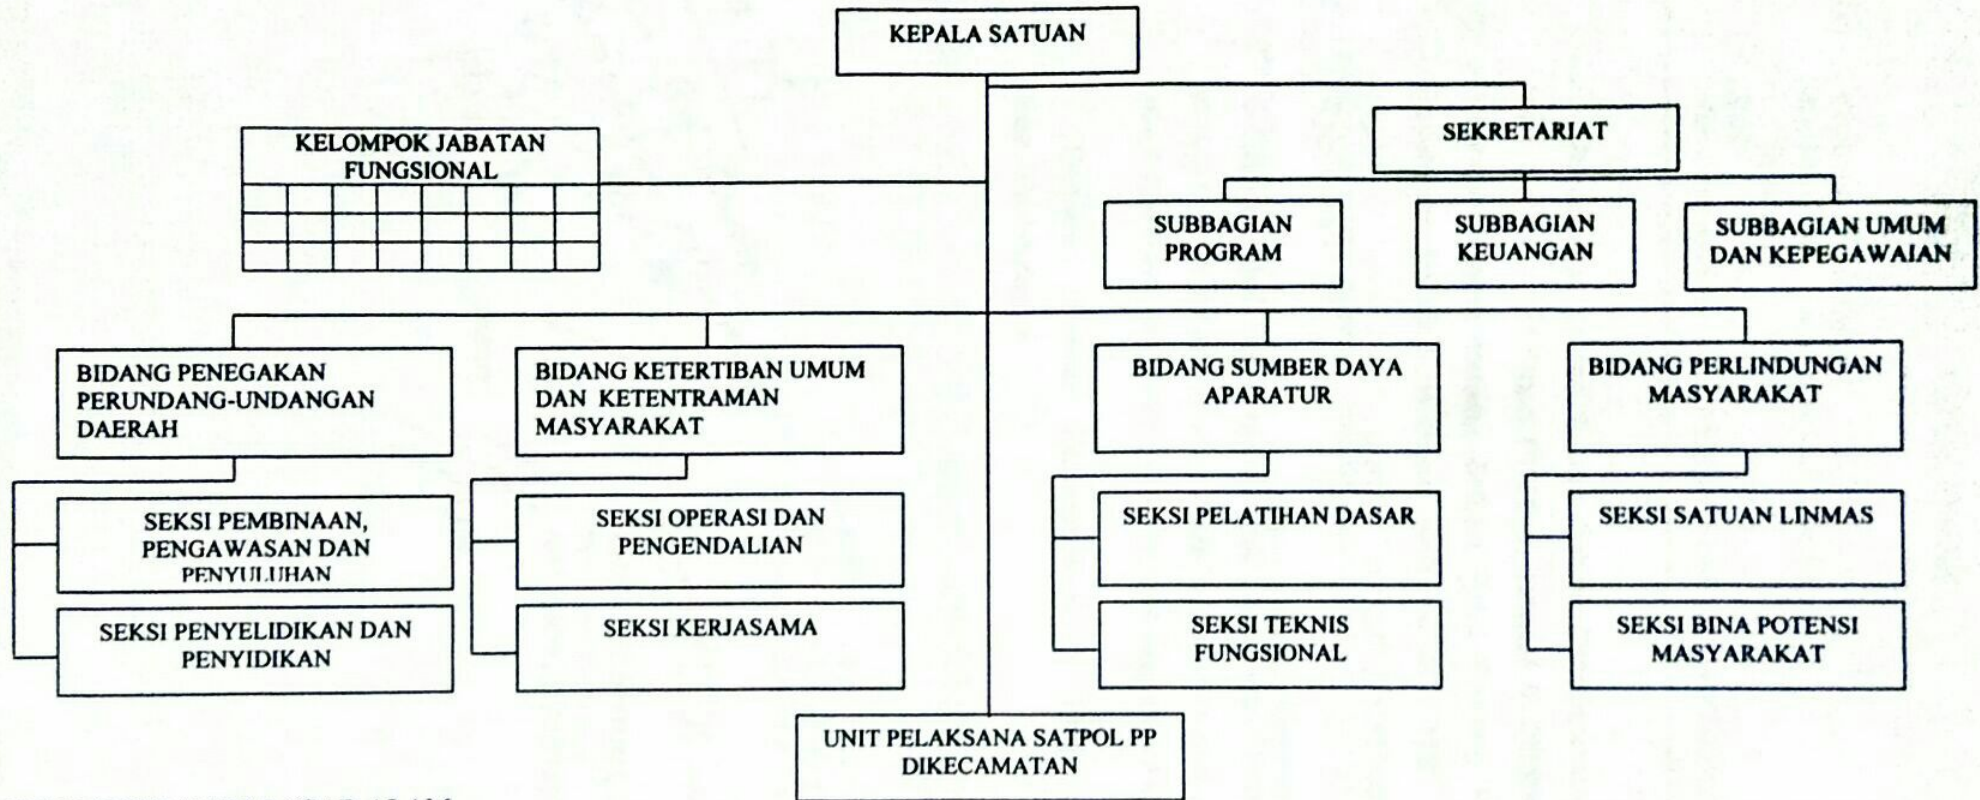 KEPALA SATUAN
SEKRETARIAT
KELOMPOK JABATAN
FUNGSIONAL
SUBBAGIAN
PROGRAM
SUBBAGIAN
KEUANGAN
SUBBAGIAN UMUM
DAN KEPEGAWAIAN
BIDANG PENEGAKAN
PERUNDANG-UNDANGAN
DAERAH
BIDANG KETERTIBAN UMUM
DAN KETENTRAMAN
MASYARAKAT
BIDANG SUMBER DAYA
APARATUR
BIDANG PERLINDUNGAN
MASYARAKAT
SEKSI PEMBINAAN,
PENGAWASAN DAN
PENYULUHAN
SEKSI OPERASI DAN
PENGENDALIAN
SEKSI PELATIHAN DASAR
SEKSI SATUAN LINMAS
SEKSI PENYELIDIKAN DAN
PENYIDIKAN
SEKSI KERJASAMA
SEKSI TEKNIS
FUNGSIONAL
SEKSI BINA POTENSI
MASYARAKAT
UNIT PELAKSANA SATPOL PP
DIKECAMATAN